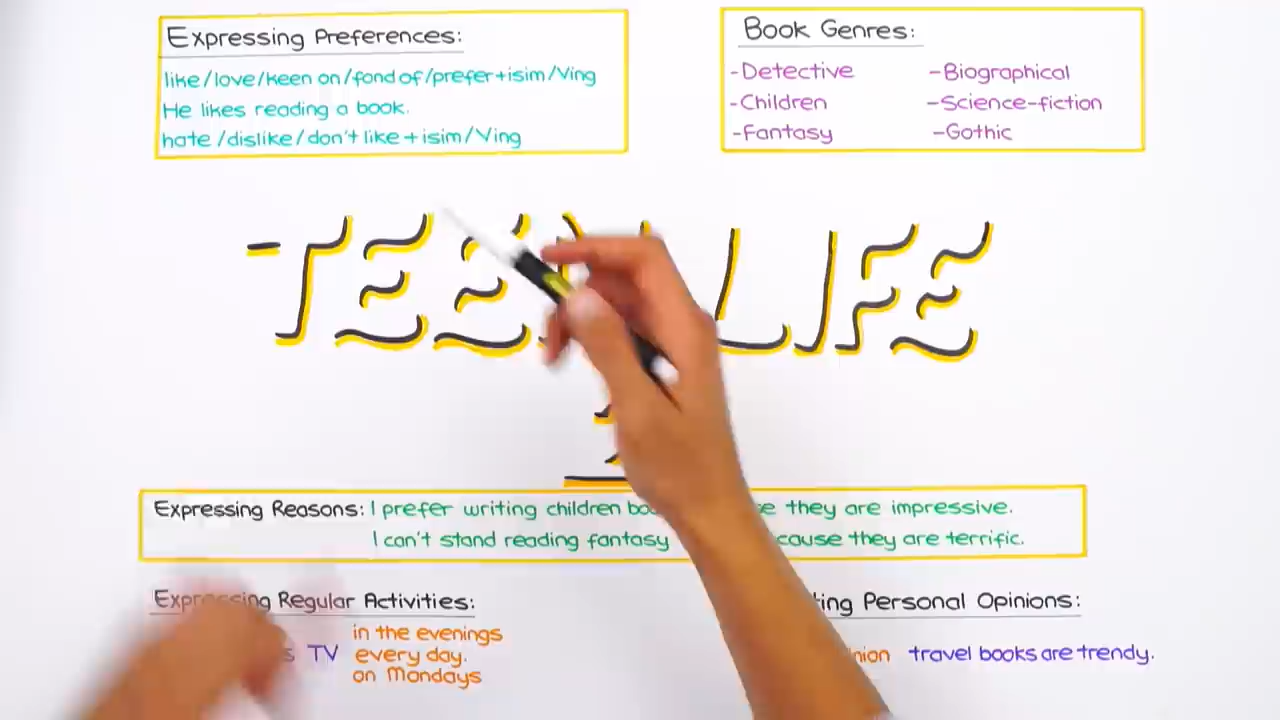 Expressing Preferences:
like/love/keen on/fond of/prefer+isim/Ving
He likes reading a book.
hate/dislike/don't like+isim/Ving
Book Genres:
-Detective
-Children
-Fantasy
-Biographical
-Science-fiction
-Gothic
TEEN LIFE
Expressing Reasons: I prefer writing children they are impressive.
I can't stand reading fantasy they are terrific.
Regular Activities:
TV
in the evenings
every day.
on Mondays
Personal Opinions:
travel books are trendy.